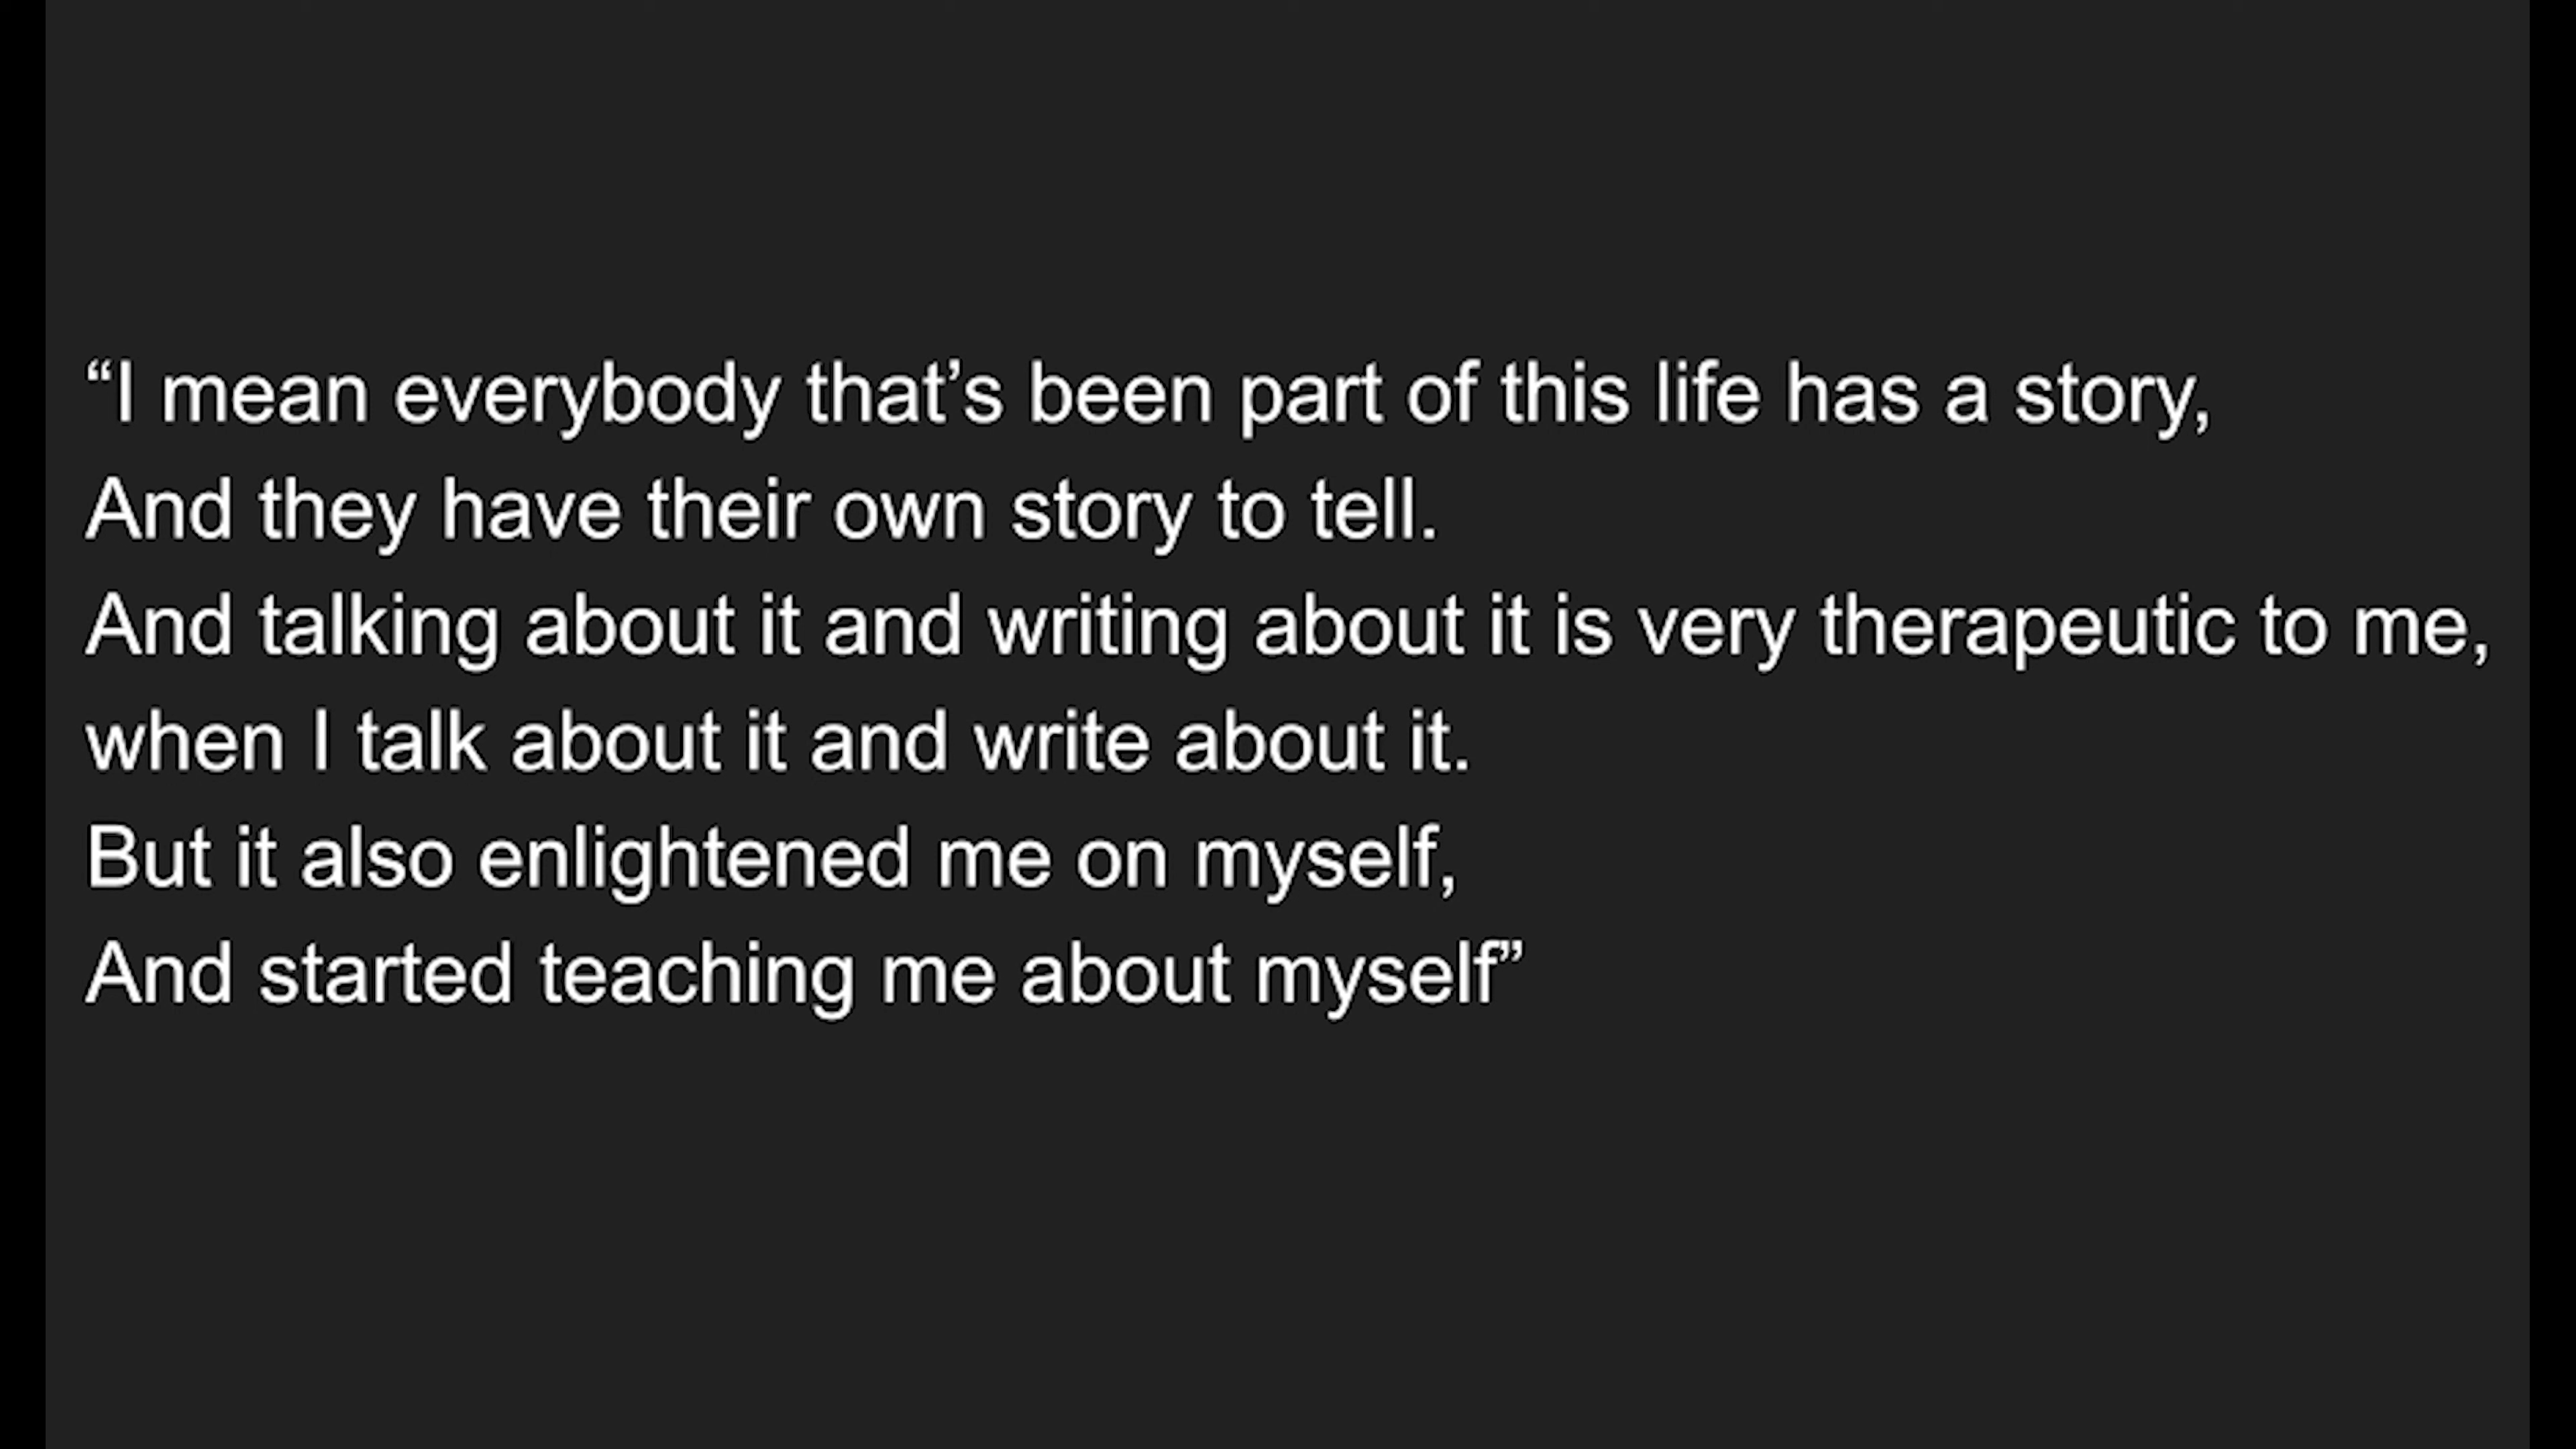 “I mean everybody that’s been part of this life has a story,
And they have their own story to tell.
And talking about it and writing about it is very therapeutic to me,
when I talk about it and write about it.
But it also enlightened me on myself,
And started teaching me about myself”